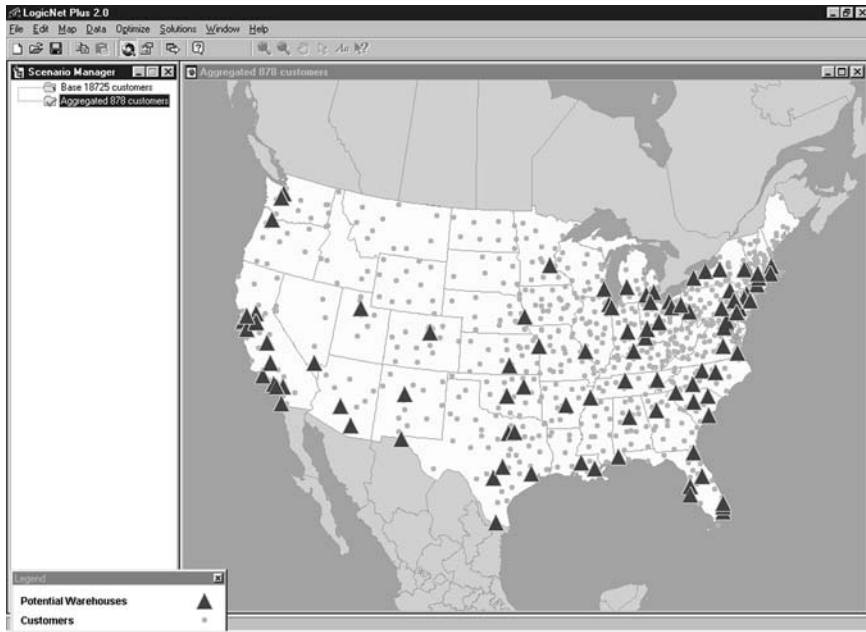 LogicNet Plus 2.0
File Edit Map Data Optimize Solutions Window Help
Aa
Scenario Manager
Base 18725 customers
Aggregated 878 customers
Aggregated 878 customers
Legend
Potential Warehouses
Customers